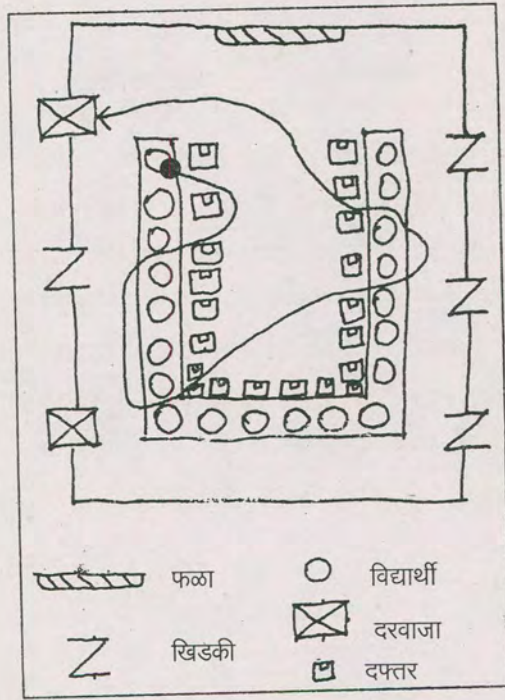 फळा
विद्यार्थी
दरवाजा
खिडकी
दफ्तर